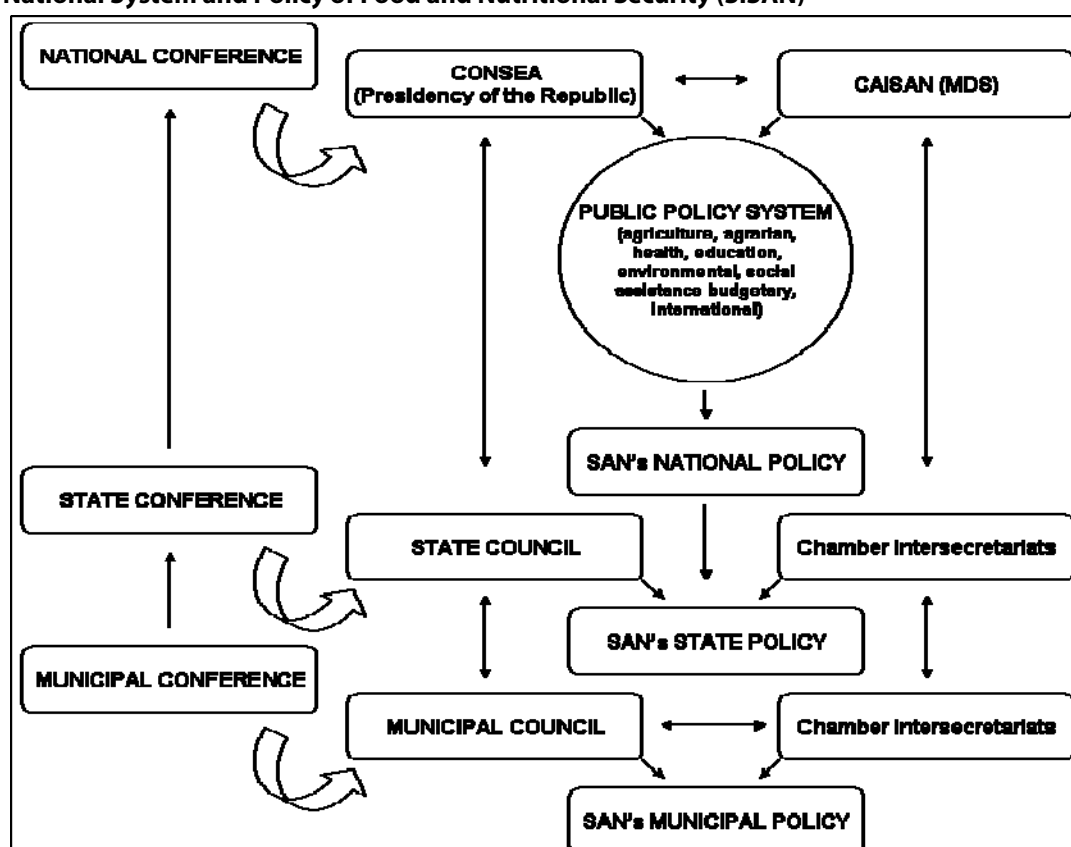 National System and Policy of Food and Nutritional Security (SISAN)
NATIONAL CONFERENCE
CONSEA
(Presidency of the Republic)
CAISAN (MDS)
PUBLIC POLICY SYSTEM
(agriculture, agrarian,
health, education,
environmental, social
assistance budgetary,
international)
SAN's NATIONAL POLICY
STATE CONFERENCE
STATE COUNCIL
Chamber intersecretariats
SAN's STATE POLICY
MUNICIPAL CONFERENCE
MUNICIPAL COUNCIL
Chamber intersecretariats
SAN's MUNICIPAL POLICY